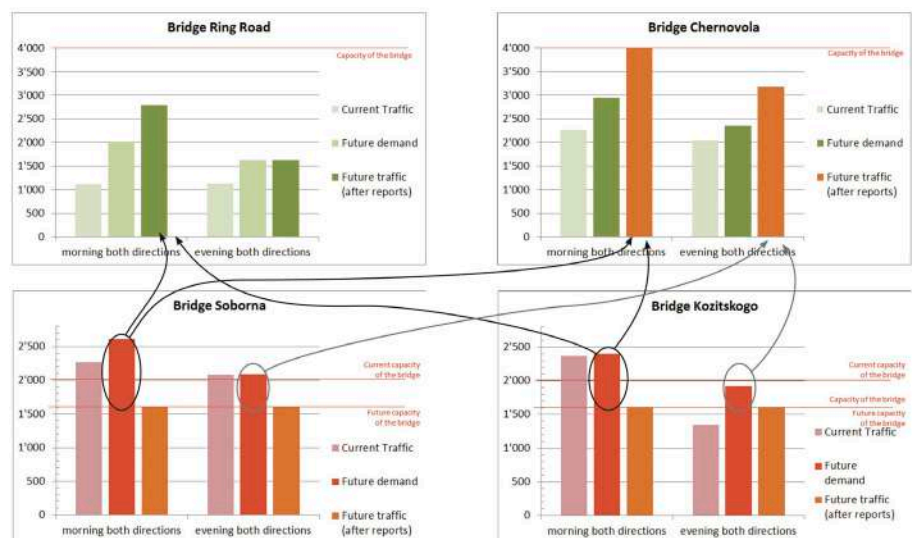 Bridge Ring Road
4'000
3'500
3'000
2'500
2'000
1'500
1'000
500
0
Capacity of the bridge
Current Traffic
Future demand
Future traffic
(after reports)
morning both directions
evening both directions
Bridge Chernovola
4'000
3'500
3'000
2'500
2'000
1'500
1'000
500
0
Capacity of the bridge
Current Traffic
Future demand
Future traffic
(after reports)
morning both directions
evening both directions
Bridge Soborna
2'500
2'000
1'500
1'000
500
0
Current capacity
of the bridge
Future capacity
of the bridge
Current Traffic
Future demand
Future traffic
(after reports)
morning both directions
evening both directions
Bridge Kozitskogo
2'500
2'000
1'500
1'000
500
0
Current capacity
of the bridge
Capacity of the bridge
Future capacity
of the bridge
Current Traffic
Future
demand
Future traffic
(after reports)
morning both directions
evening both directions